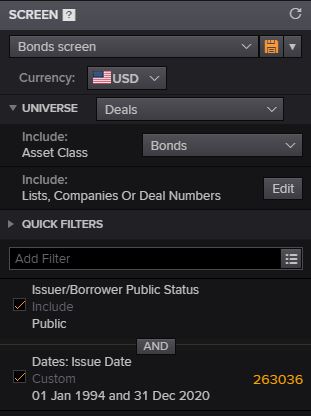 SCREEN ?
Bonds screen
Currency: USD
UNIVERSE Deals
Include:
Asset Class
Bonds
Include:
Lists, Companies Or Deal Numbers
Edit
QUICK FILTERS
Add Filter
Issuer/Borrower Public Status
Include
Public
AND
Dates: Issue Date
Custom 263036
01 Jan 1994 and 31 Dec 2020